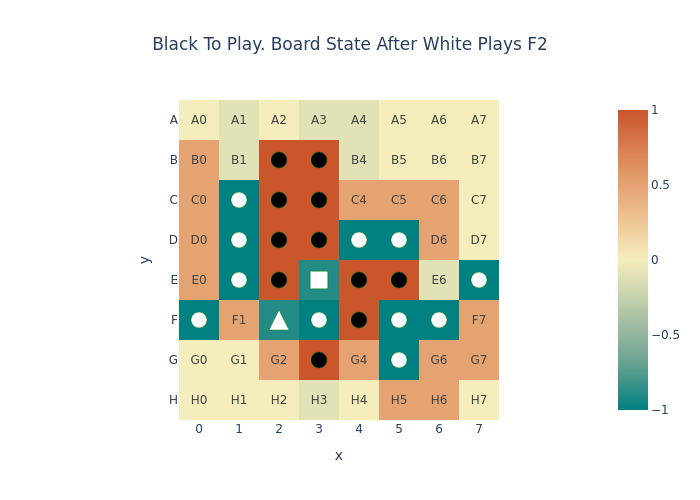 Black To Play. Board State After White Plays F2
A A0 A1 A2 A3 A4 A5 A6 A7
B B0 B1 B4 B5 B6 B7
C C0 C4 C5 C6 C7
D D0 D6 D7
E E0 E6
F F1 F7
G G0 G1 G2 G4 G6 G7
H H0 H1 H2 H3 H4 H5 H6 H7
0 1 2 3 4 5 6 7
x
y
1
0.5
0
−0.5
−1